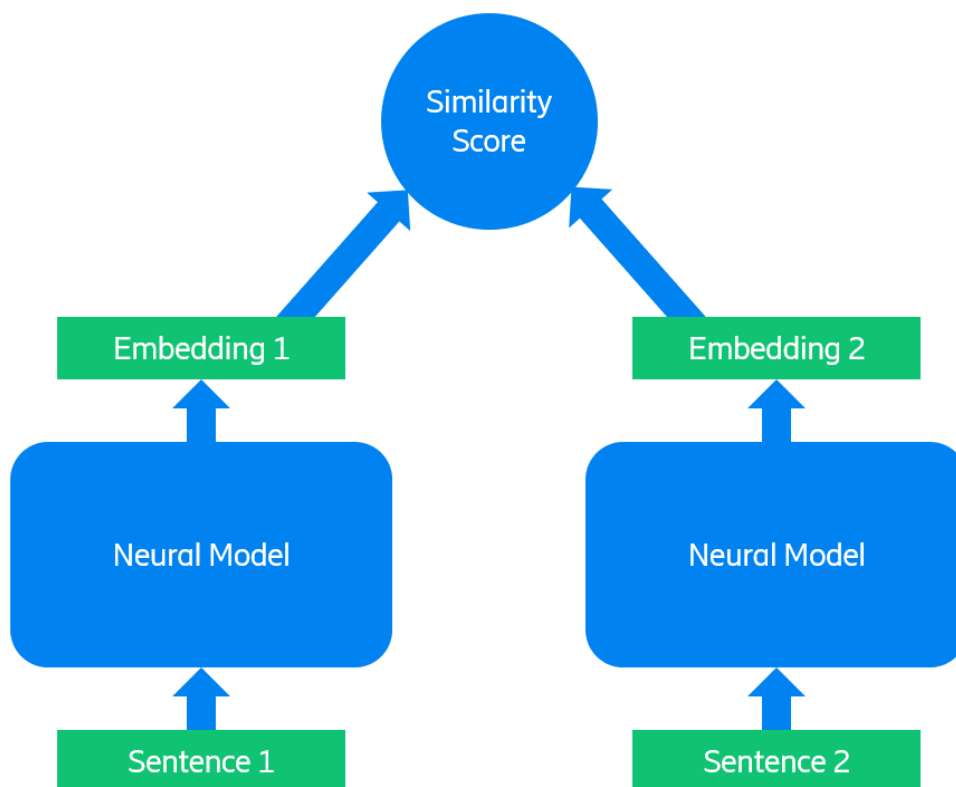 Similarity
Score
Embedding 1
Embedding 2
Neural Model
Neural Model
Sentence 1
Sentence 2